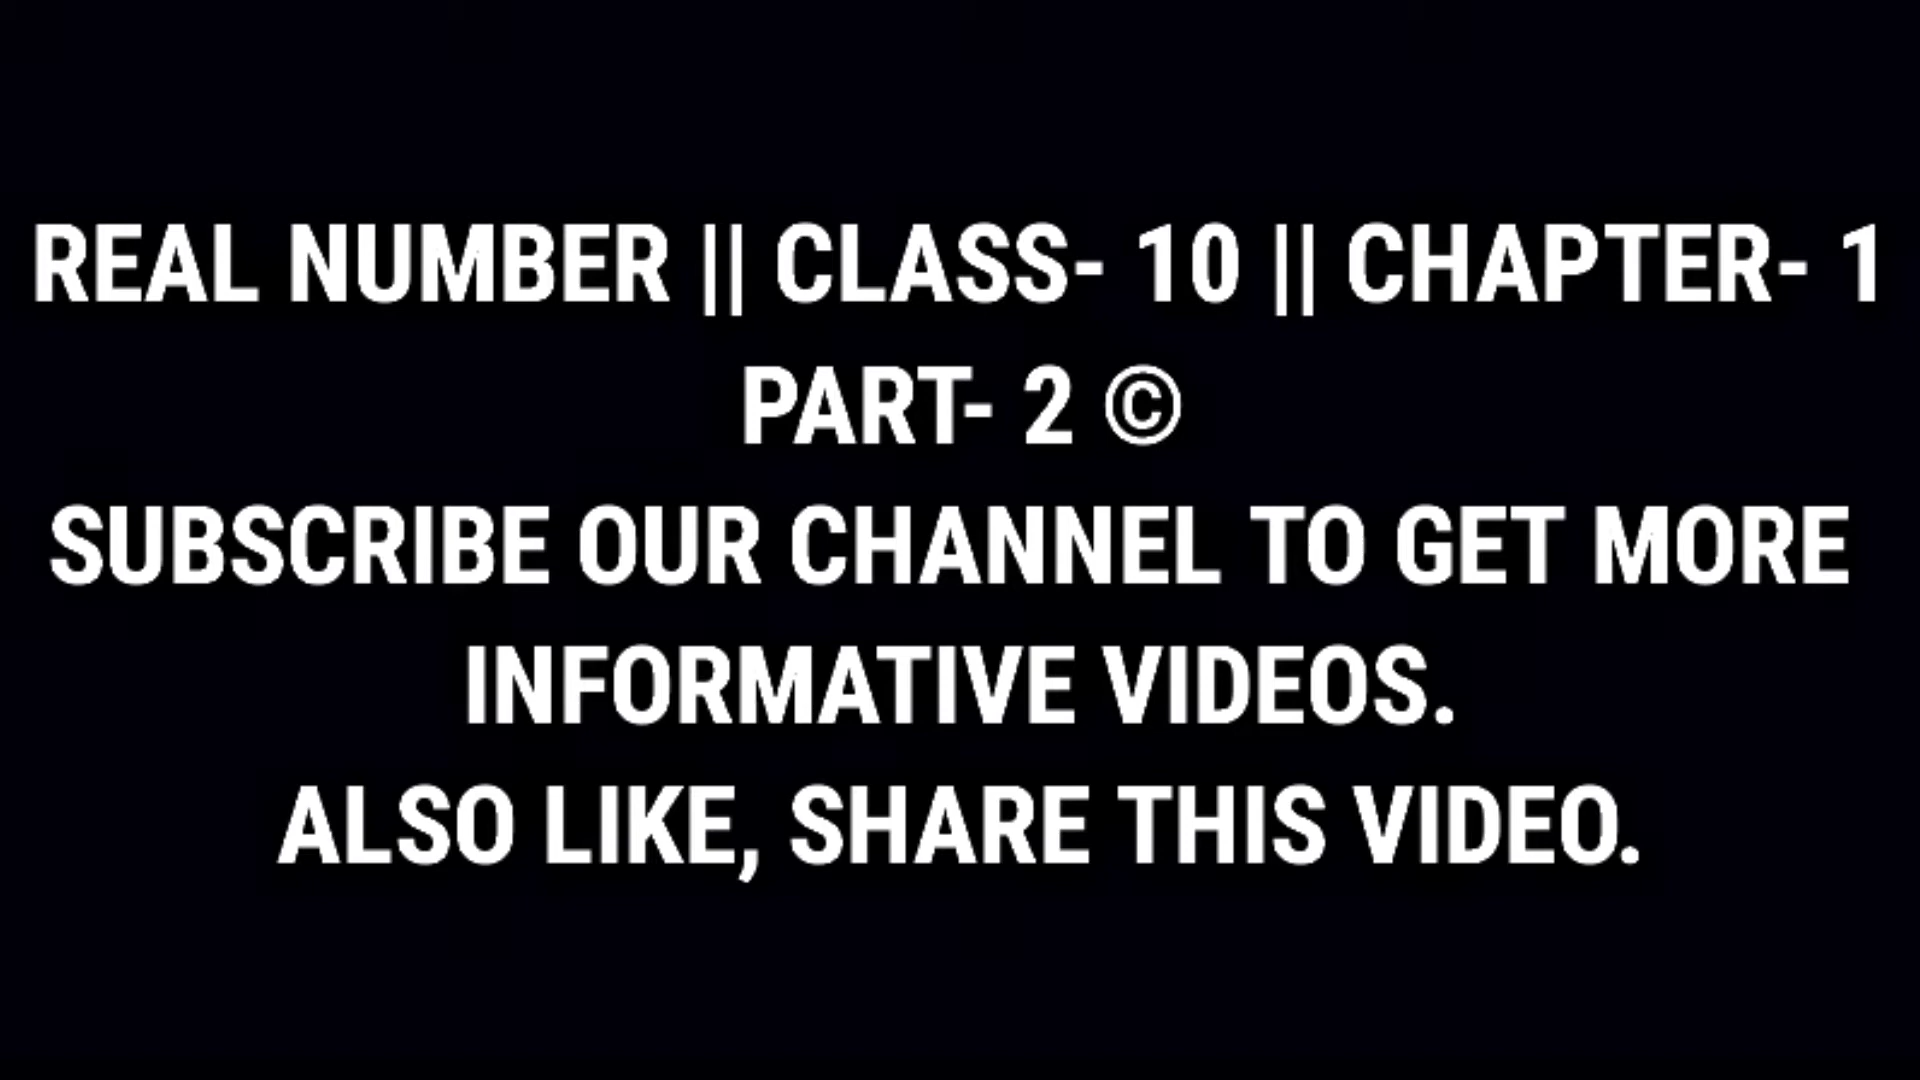 REAL NUMBER || CLASS- 10 || CHAPTER- 1
PART- 2 ©
SUBSCRIBE OUR CHANNEL TO GET MORE
INFORMATIVE VIDEOS.
ALSO LIKE, SHARE THIS VIDEO.